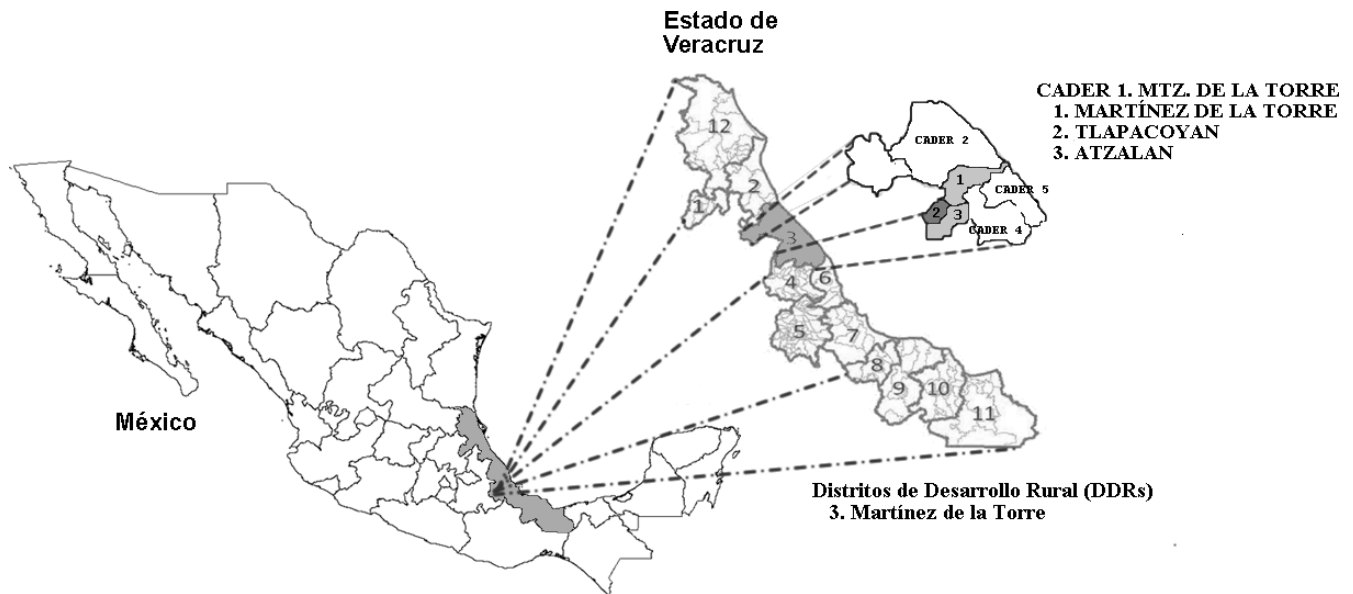 Estado de
Veracruz
CADER 1. MTZ. DE LA TORRE
1. MARTÍNEZ DE LA TORRE
2. TLAPACOYAN
3. ATZALAN
12
2
1
3
4
6
5
7
8
9
10
11
CADER 2
1
CADER 5
2
3
CADER 4
México
Distritos de Desarrollo Rural (DDRs)
3. Martínez de la Torre